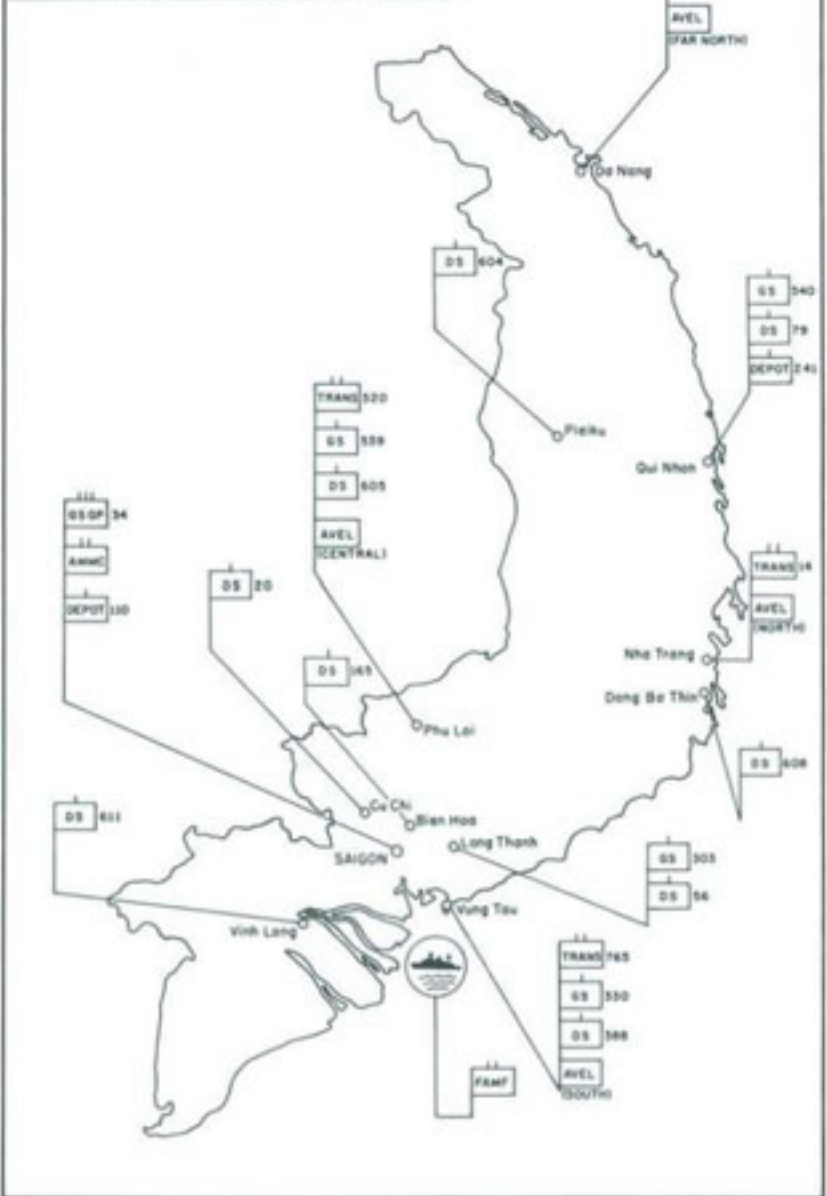 AVEL
(FAR NORTH)
Da Nang
DS 604
GS 540
DS 79
DEPOT 241
TRANS 520
GS 539
DS 605
AVEL
(CENTRAL)
Pleiku
Qui Nhon
GSGP 34
AMMC
DEPOT 110
DS 20
TRANS 14
AVEL
(NORTH)
DS 165
Nha Trang
Dong Ba Thin
Phu Loi
DS 608
DS 611
Cu Chi
Bien Hoa
Long Thanh
SAIGON
GS 303
DS 56
Vung Tau
Vinh Long
TRANS 765
GS 330
DS 388
AVEL
(SOUTH)
FAMF